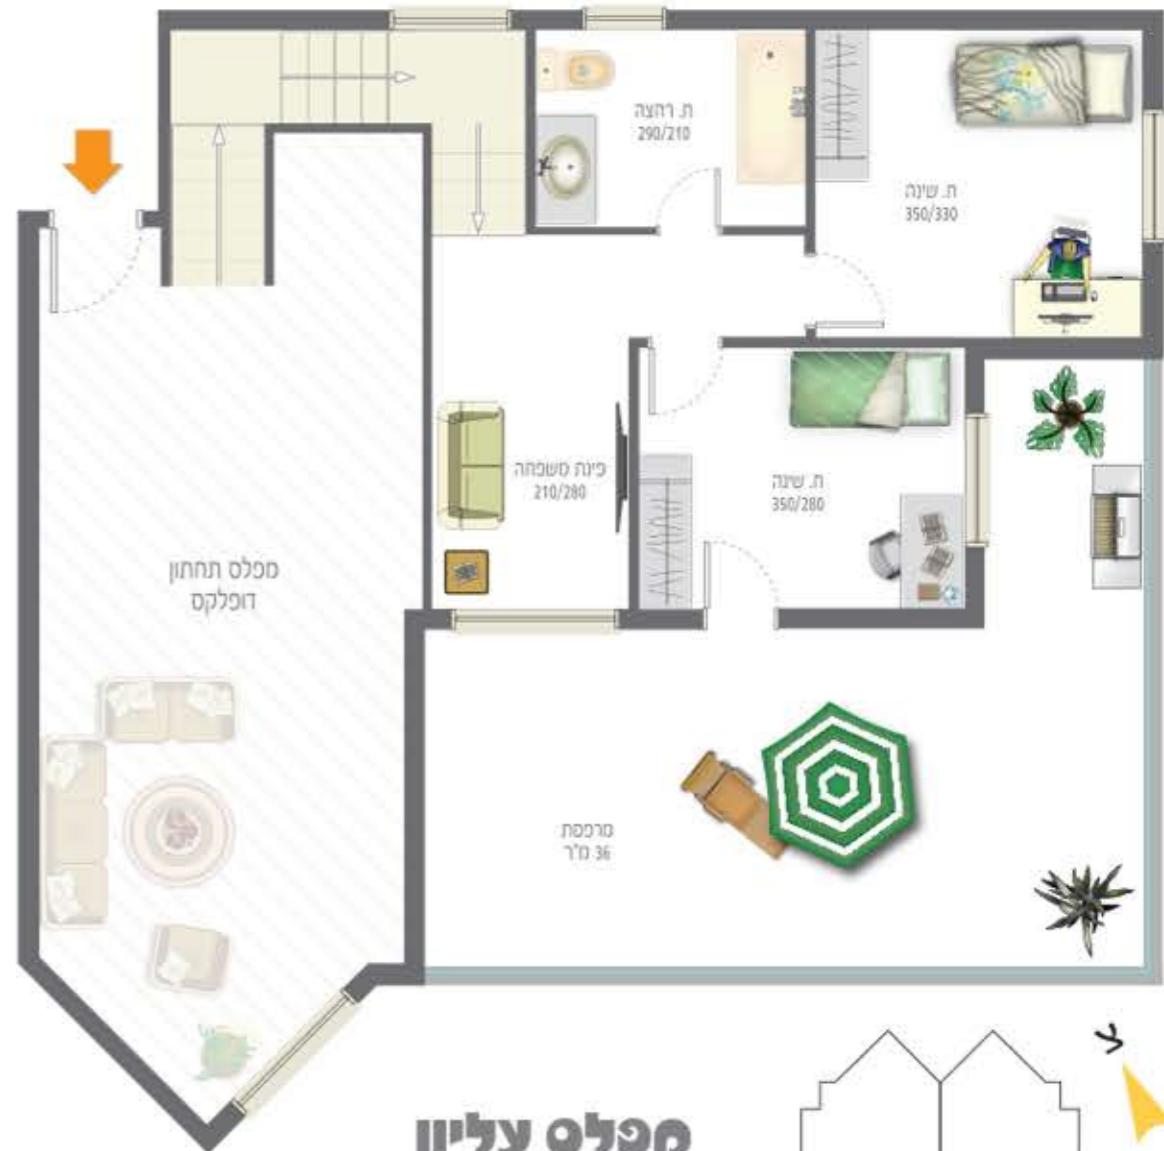 ח. רחצה
290/210
ח. שינה
350/330
פינת משפחה
210/280
ח. שינה
350/280
מפלס תחתון
דופלקס
מרפסת
36 מ"ר
מפלס עליון